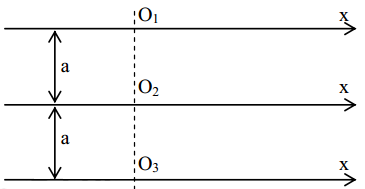 O₁ x
a
O₂ x
a
O₃ x